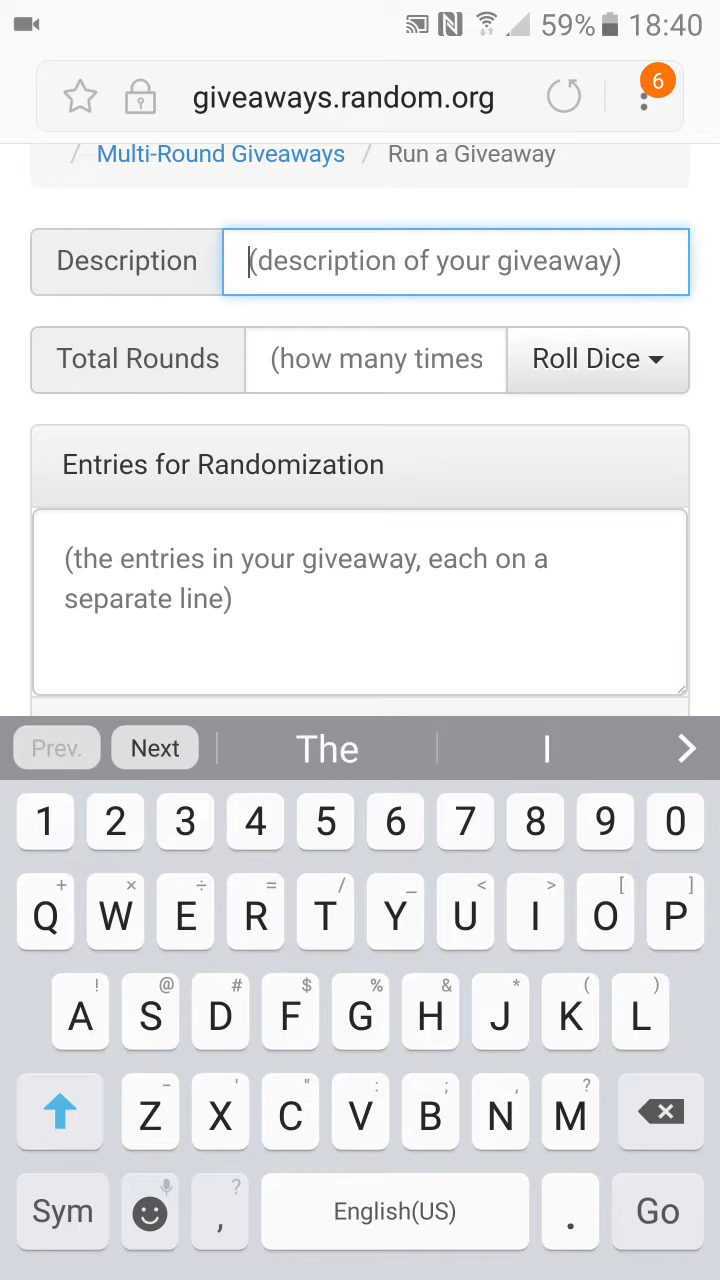 59% 18:40
giveaways.random.org
6
/ Multi-Round Giveaways / Run a Giveaway
Description (description of your giveaway)
Total Rounds (how many times Roll Dice
Entries for Randomization
(the entries in your giveaway, each on a
separate line)
Prev. Next The I
1 2 3 4 5 6 7 8 9 0
+ × ÷ = / _ < > [ ]
Q W E R T Y U I O P
! @ # $ % & * ( )
A S D F G H J K L
- ' " : ; , ?
Z X C V B N M
Sym , ? English(US) . Go